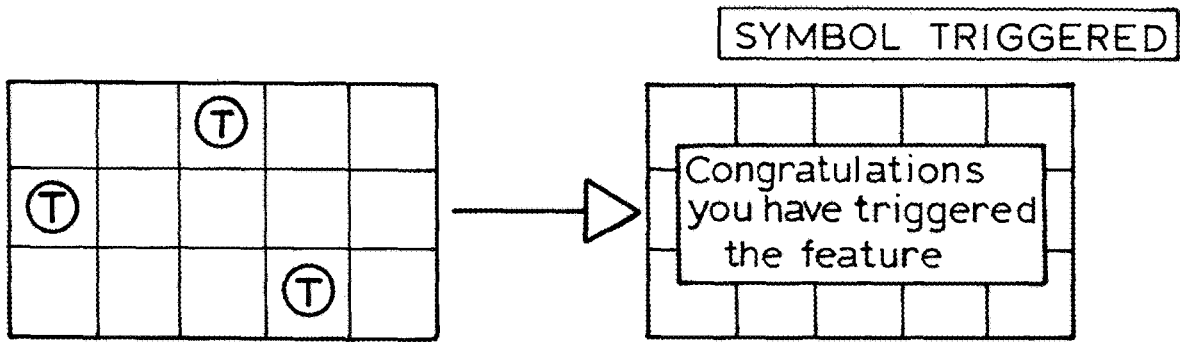 SYMBOL TRIGGERED
T
T
T
Congratulations
you have triggered
the feature